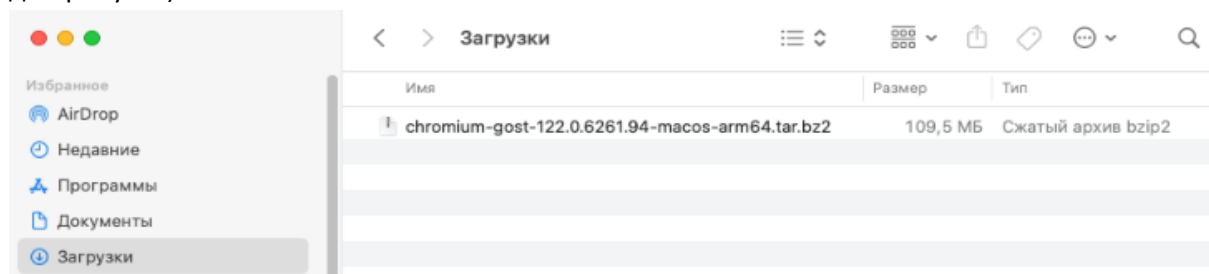 Загрузки
Избранное
AirDrop
Недавние
Программы
Документы
Загрузки
Имя Размер Тип
chromium-gost-122.0.6261.94-macos-arm64.tar.bz2 109,5 МБ Сжатый архив bzip2